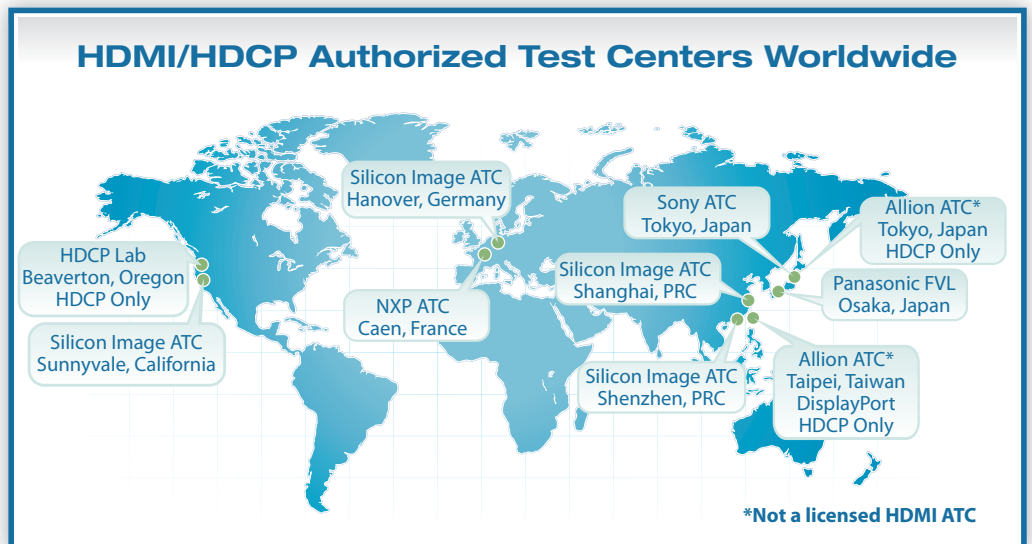 HDMI/HDCP Authorized Test Centers Worldwide
Silicon Image ATC
Hanover, Germany
Sony ATC
Tokyo, Japan
Allion ATC*
Tokyo, Japan
HDCP Only
HDCP Lab
Beaverton, Oregon
HDCP Only
Silicon Image ATC
Shanghai, PRC
Panasonic FVL
Osaka, Japan
NXP ATC
Caen, France
Silicon Image ATC
Sunnyvale, California
Silicon Image ATC
Shenzhen, PRC
Allion ATC*
Taipei, Taiwan
DisplayPort
HDCP Only
*Not a licensed HDMI ATC